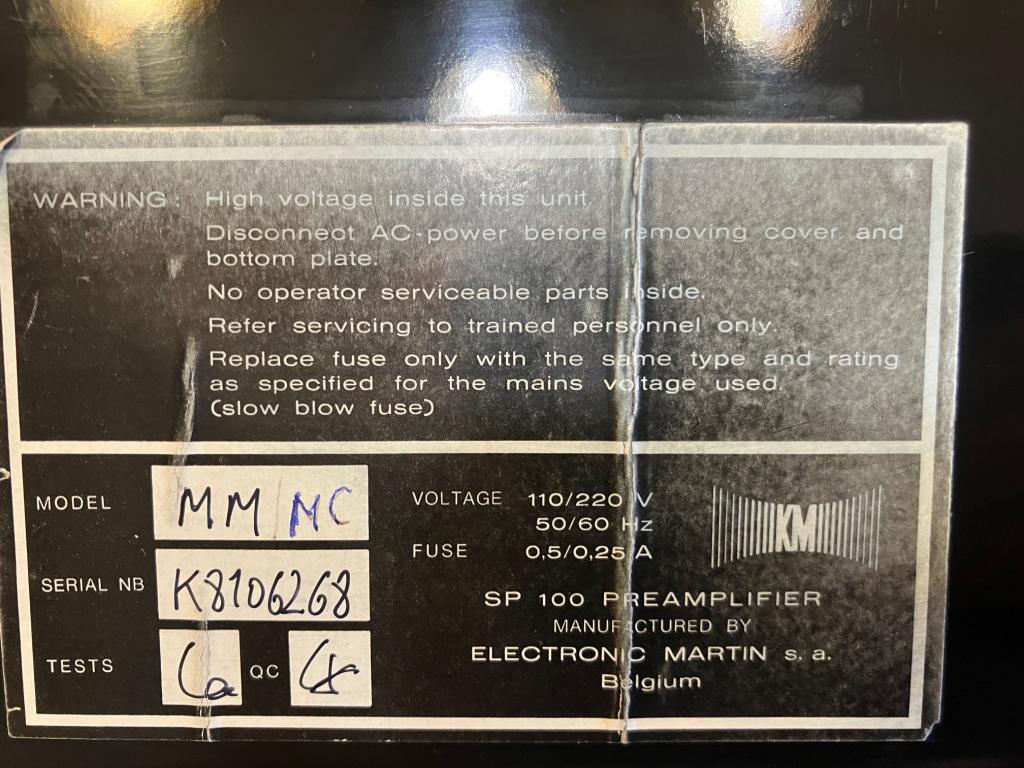 WARNING: High voltage inside this unit.
Disconnect AC-power before removing cover and
bottom plate.
No operator serviceable parts inside.
Refer servicing to trained personnel only.
Replace fuse only with the same type and rating
as specified for the mains voltage used.
(slow blow fuse)
MODEL MM MC
SERIAL NB K8106268
TESTS QC
VOLTAGE 110/220 V
50/60 Hz
FUSE 0,5/0,25 A
KM
SP 100 PREAMPLIFIER
MANUFACTURED BY
ELECTRONIC MARTIN s. a.
Belgium